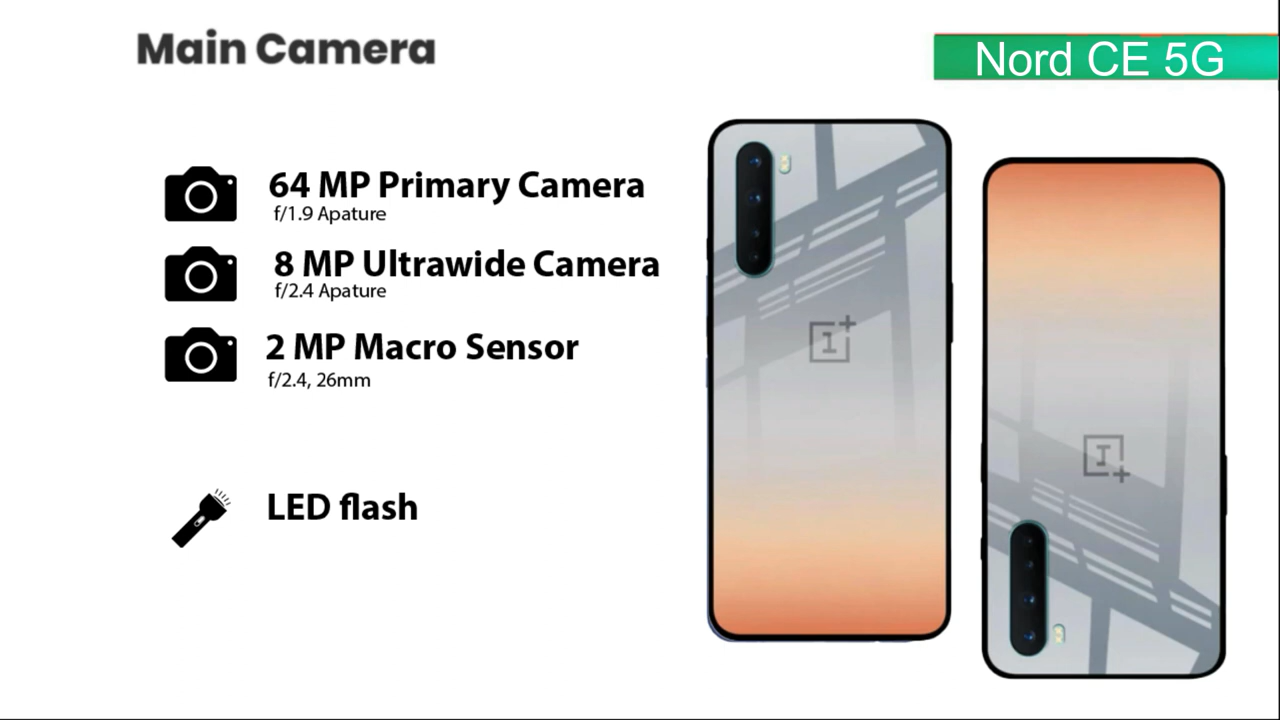 Main Camera
Nord CE 5G
64 MP Primary Camera
f/1.9 Apature
8 MP Ultrawide Camera
f/2.4 Apature
2 MP Macro Sensor
f/2.4, 26mm
LED flash